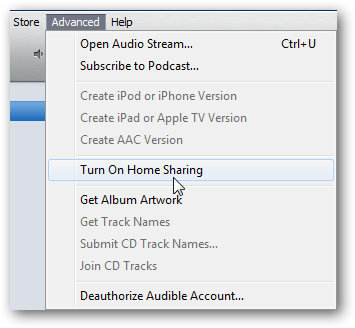 Store Advanced Help
Open Audio Stream... Ctrl+U
Subscribe to Podcast...
Create iPod or iPhone Version
Create iPad or Apple TV Version
Create AAC Version
Turn On Home Sharing
Get Album Artwork
Get Track Names
Submit CD Track Names...
Join CD Tracks
Deauthorize Audible Account...